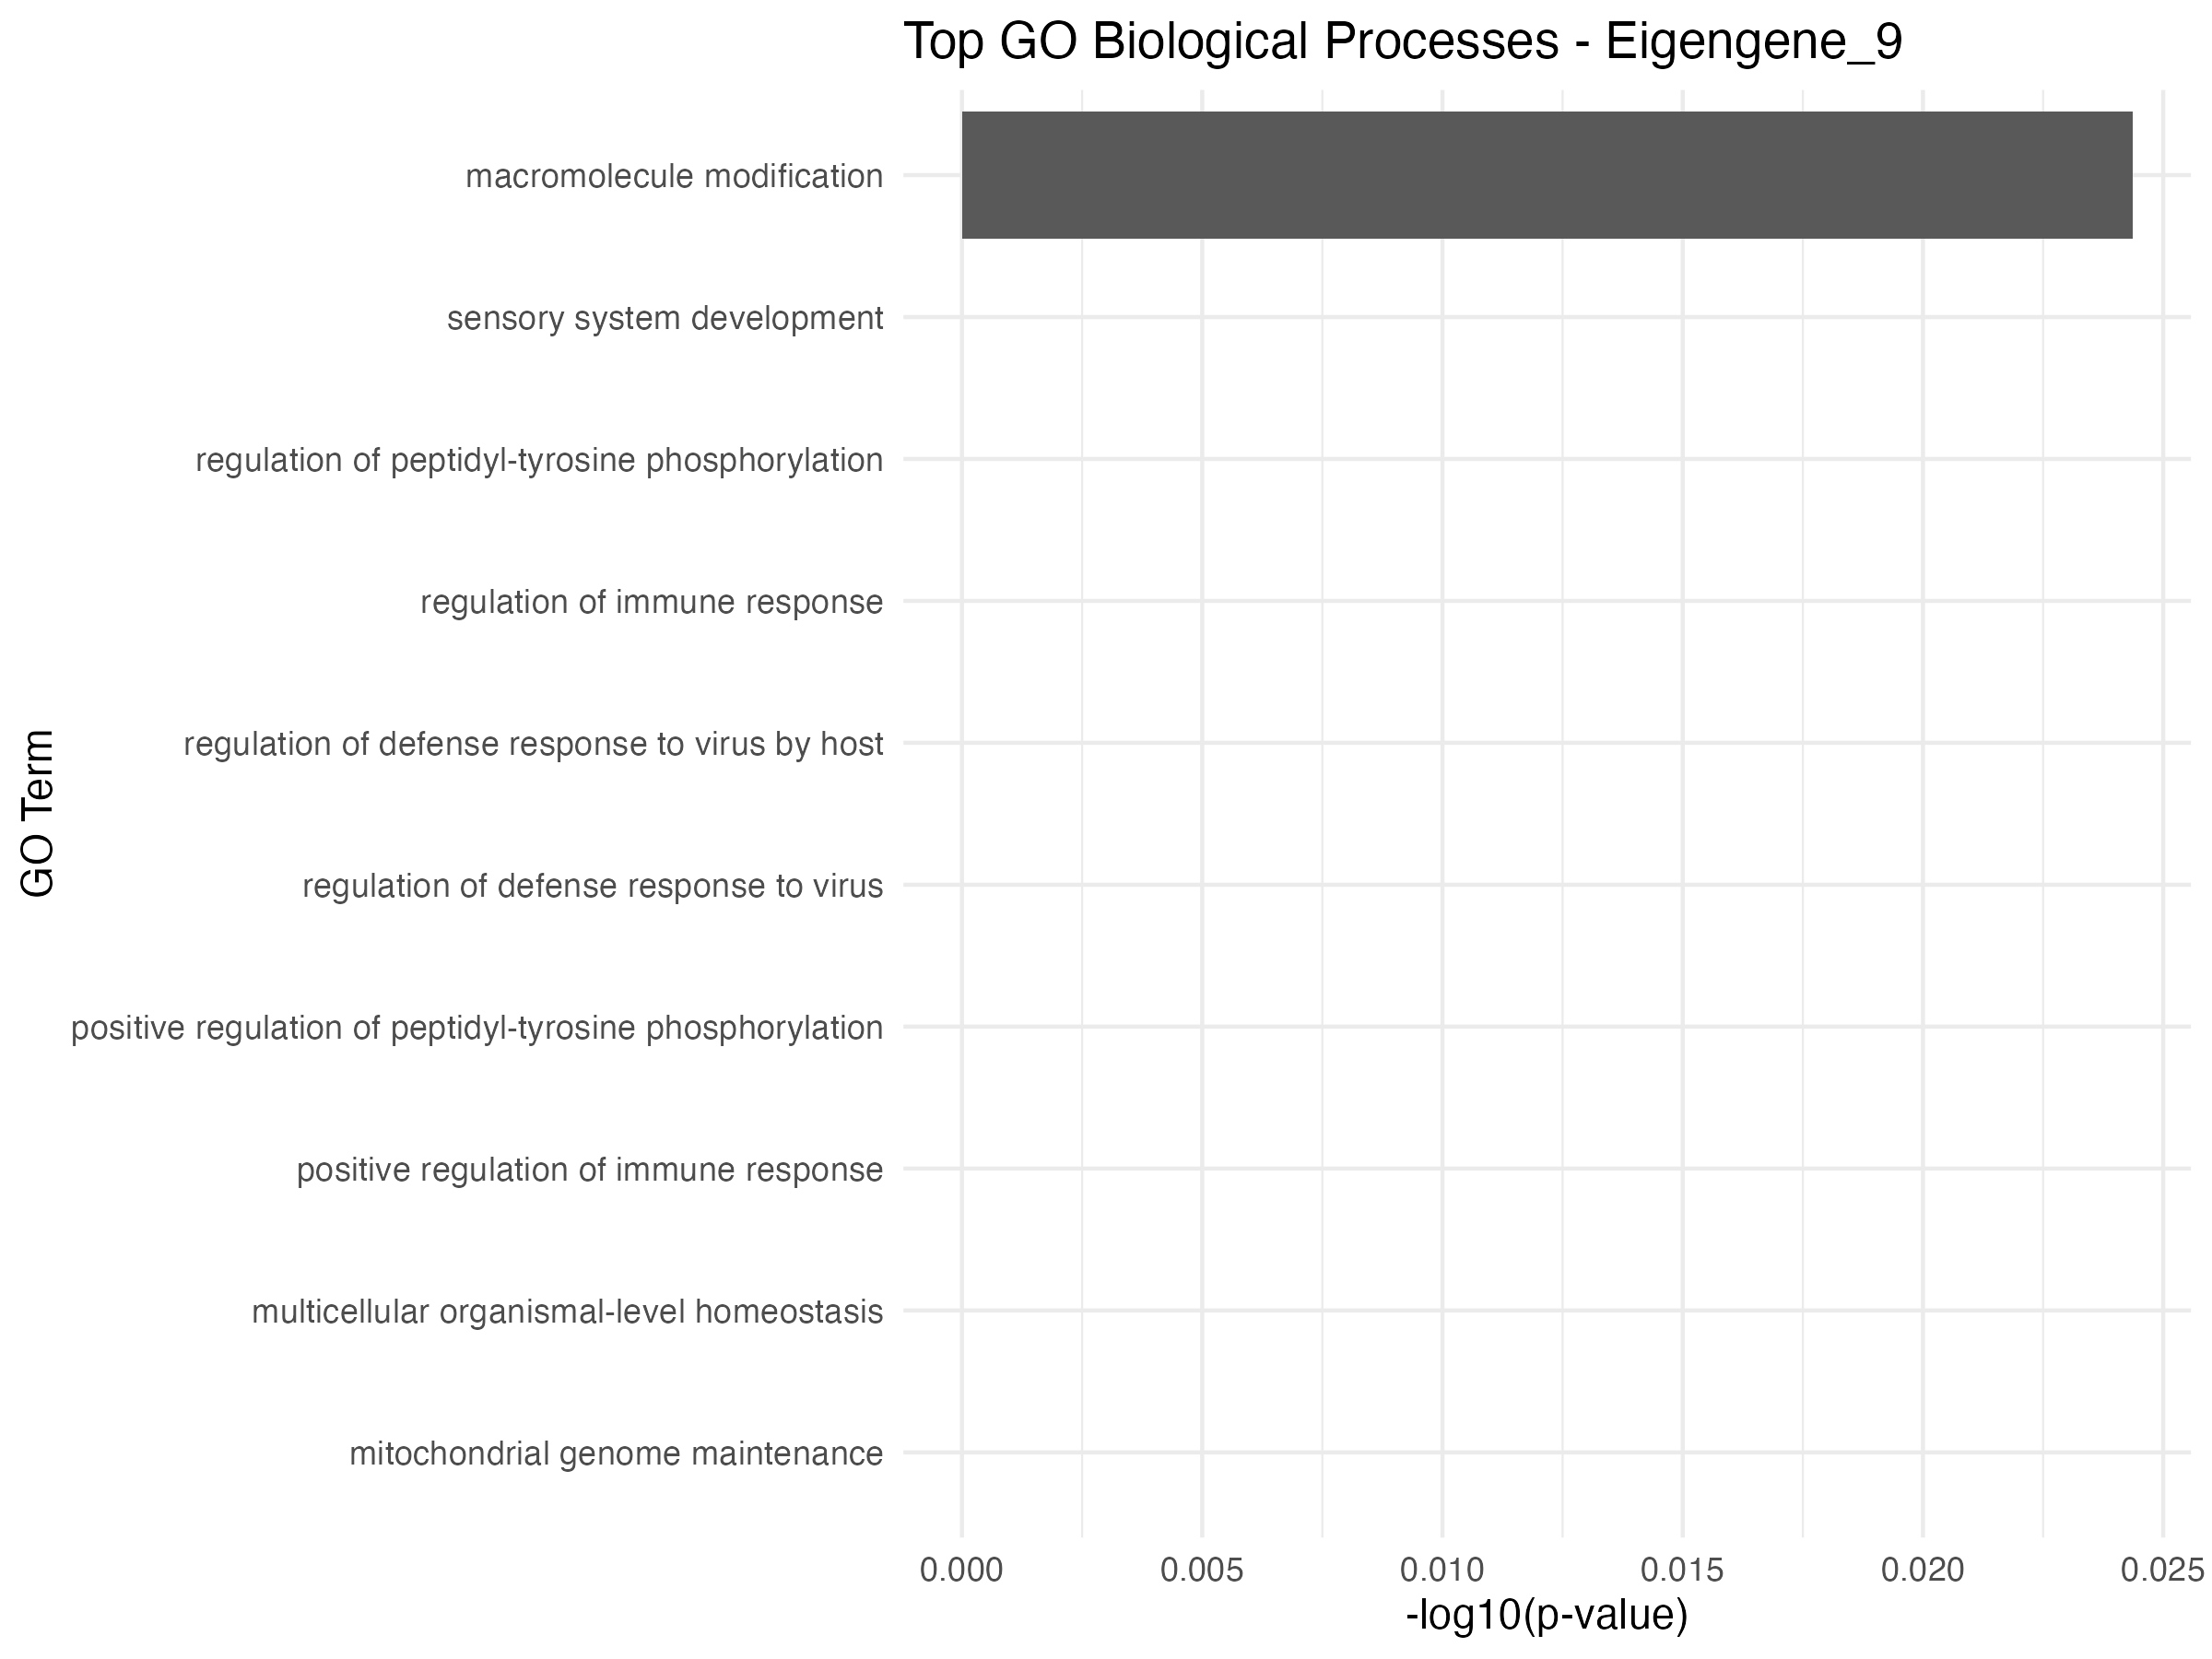 Top GO Biological Processes - Eigengene_9
macromolecule modification
sensory system development
regulation of peptidyl-tyrosine phosphorylation
regulation of immune response
regulation of defense response to virus by host
regulation of defense response to virus
positive regulation of peptidyl-tyrosine phosphorylation
positive regulation of immune response
multicellular organismal-level homeostasis
mitochondrial genome maintenance
GO Term
0.000 0.005 0.010 0.015 0.020 0.025
-log10(p-value)